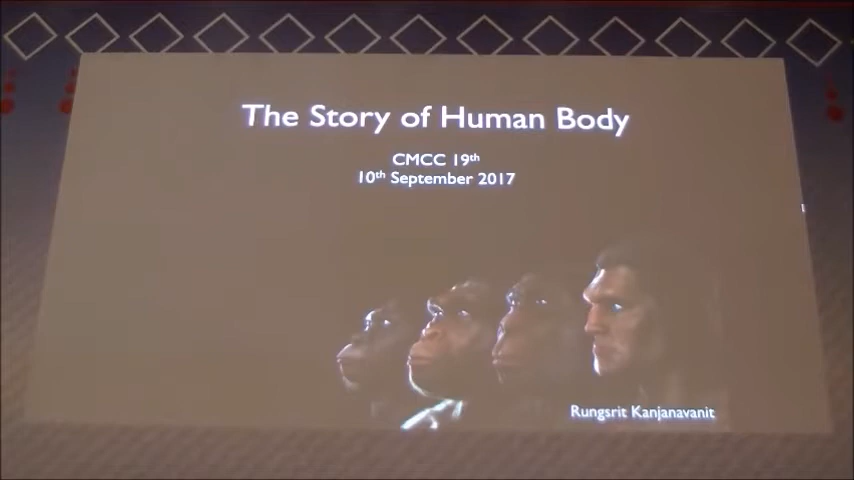 The Story of Human Body
CMCC 19th
10th September 2017
Rungsrit Kanjanavanit